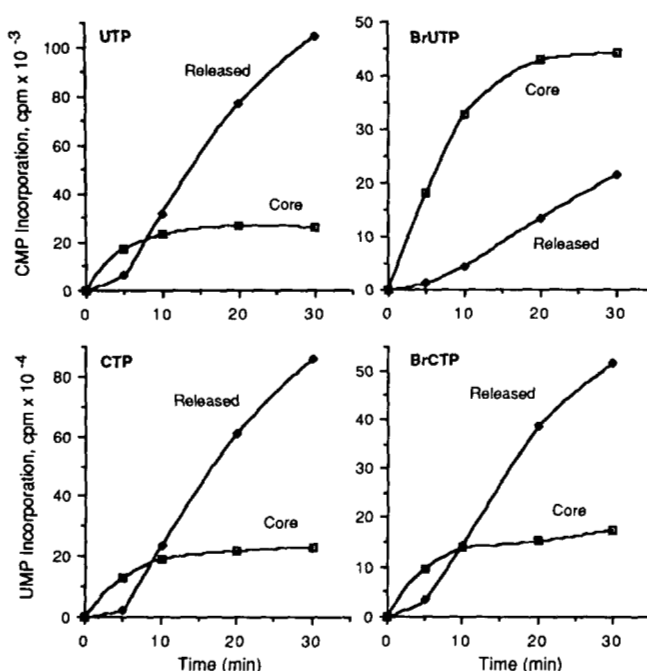 UTP
CMP Incorporation, cpm x 10⁻³
100
80
60
40
20
0
Released
Core
0 10 20 30
BrUTP
50
40
30
20
10
0
Core
Released
0 10 20 30
CTP
UMP Incorporation, cpm x 10⁻⁴
80
60
40
20
0
Released
Core
0 10 20 30
Time (min)
BrCTP
50
40
30
20
10
0
Released
Core
0 10 20 30
Time (min)